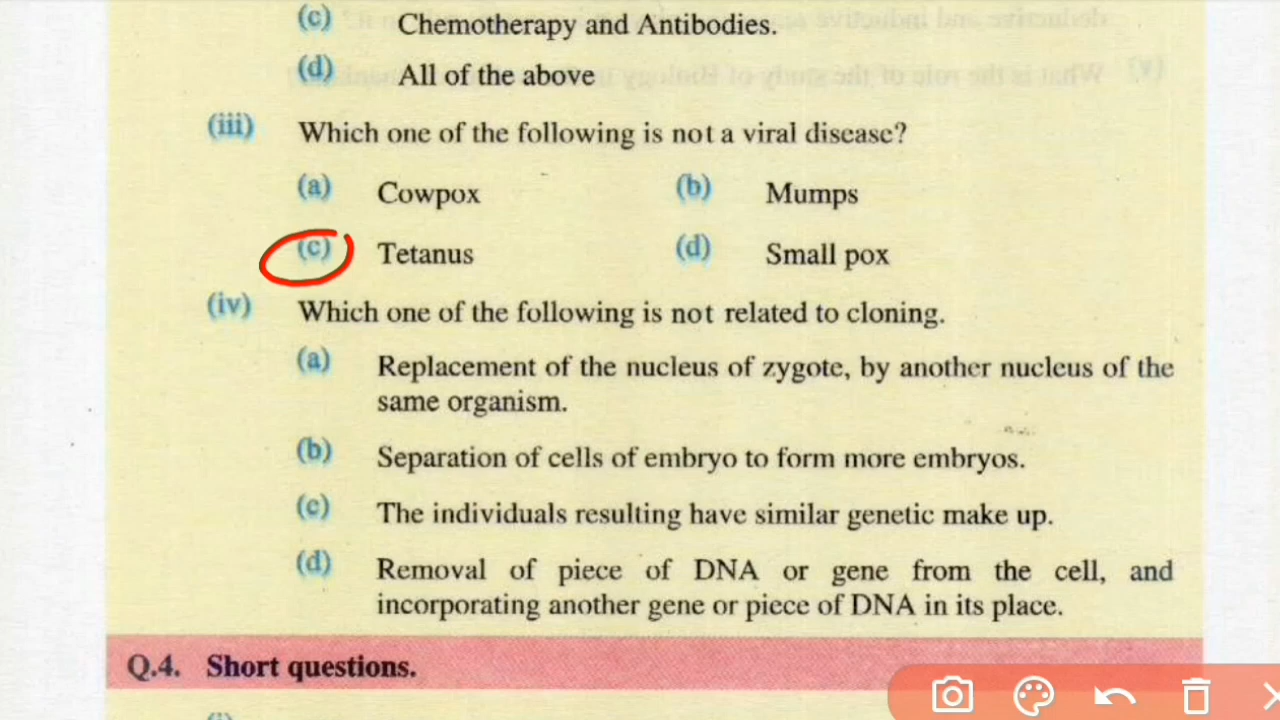 (c) Chemotherapy and Antibodies.
(d) All of the above
(iii) Which one of the following is not a viral disease?
(a) Cowpox (b) Mumps
(c) Tetanus (d) Small pox
(iv) Which one of the following is not related to cloning.
(a) Replacement of the nucleus of zygote, by another nucleus of the
same organism.
(b) Separation of cells of embryo to form more embryos.
(c) The individuals resulting have similar genetic make up.
(d) Removal of piece of DNA or gene from the cell, and
incorporating another gene or piece of DNA in its place.
Q.4. Short questions.